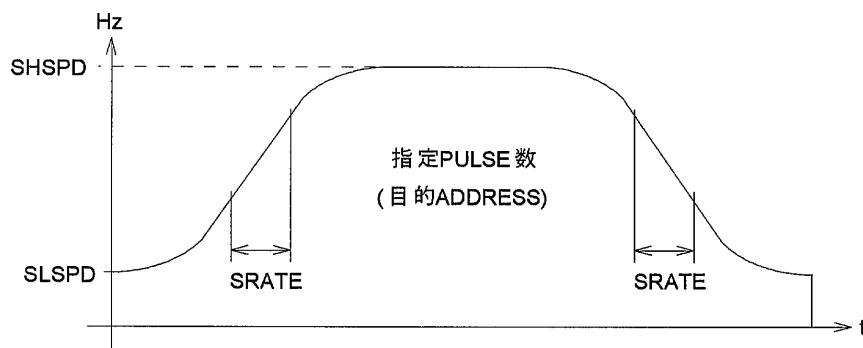 Hz
SHSPD
指定PULSE数
(目的ADDRESS)
SLSPD
SRATE
SRATE
t